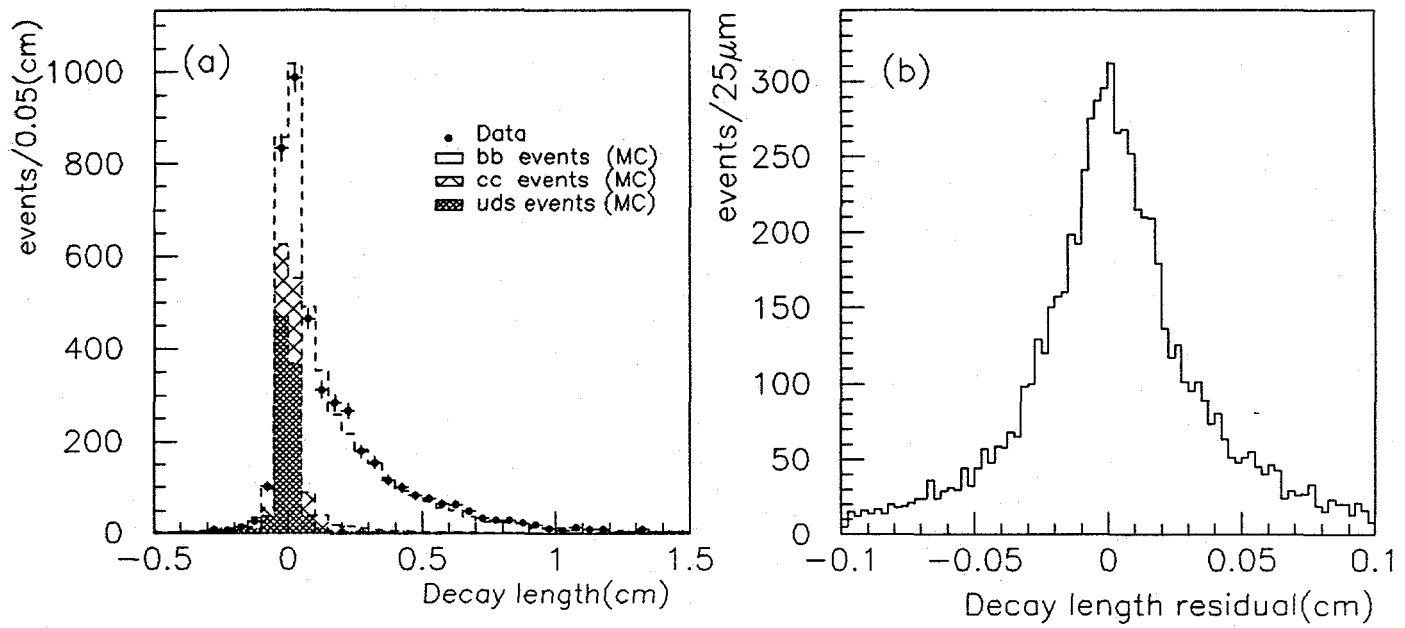 (a)
events/0.05(cm)
1000
800
600
400
200
0
Data
bb events (MC)
cc events (MC)
uds events (MC)
−0.5
0
0.5
1
1.5
Decay length(cm)
(b)
events/25μm
300
250
200
150
100
50
0
−0.1
−0.05
0
0.05
0.1
Decay length residual(cm)